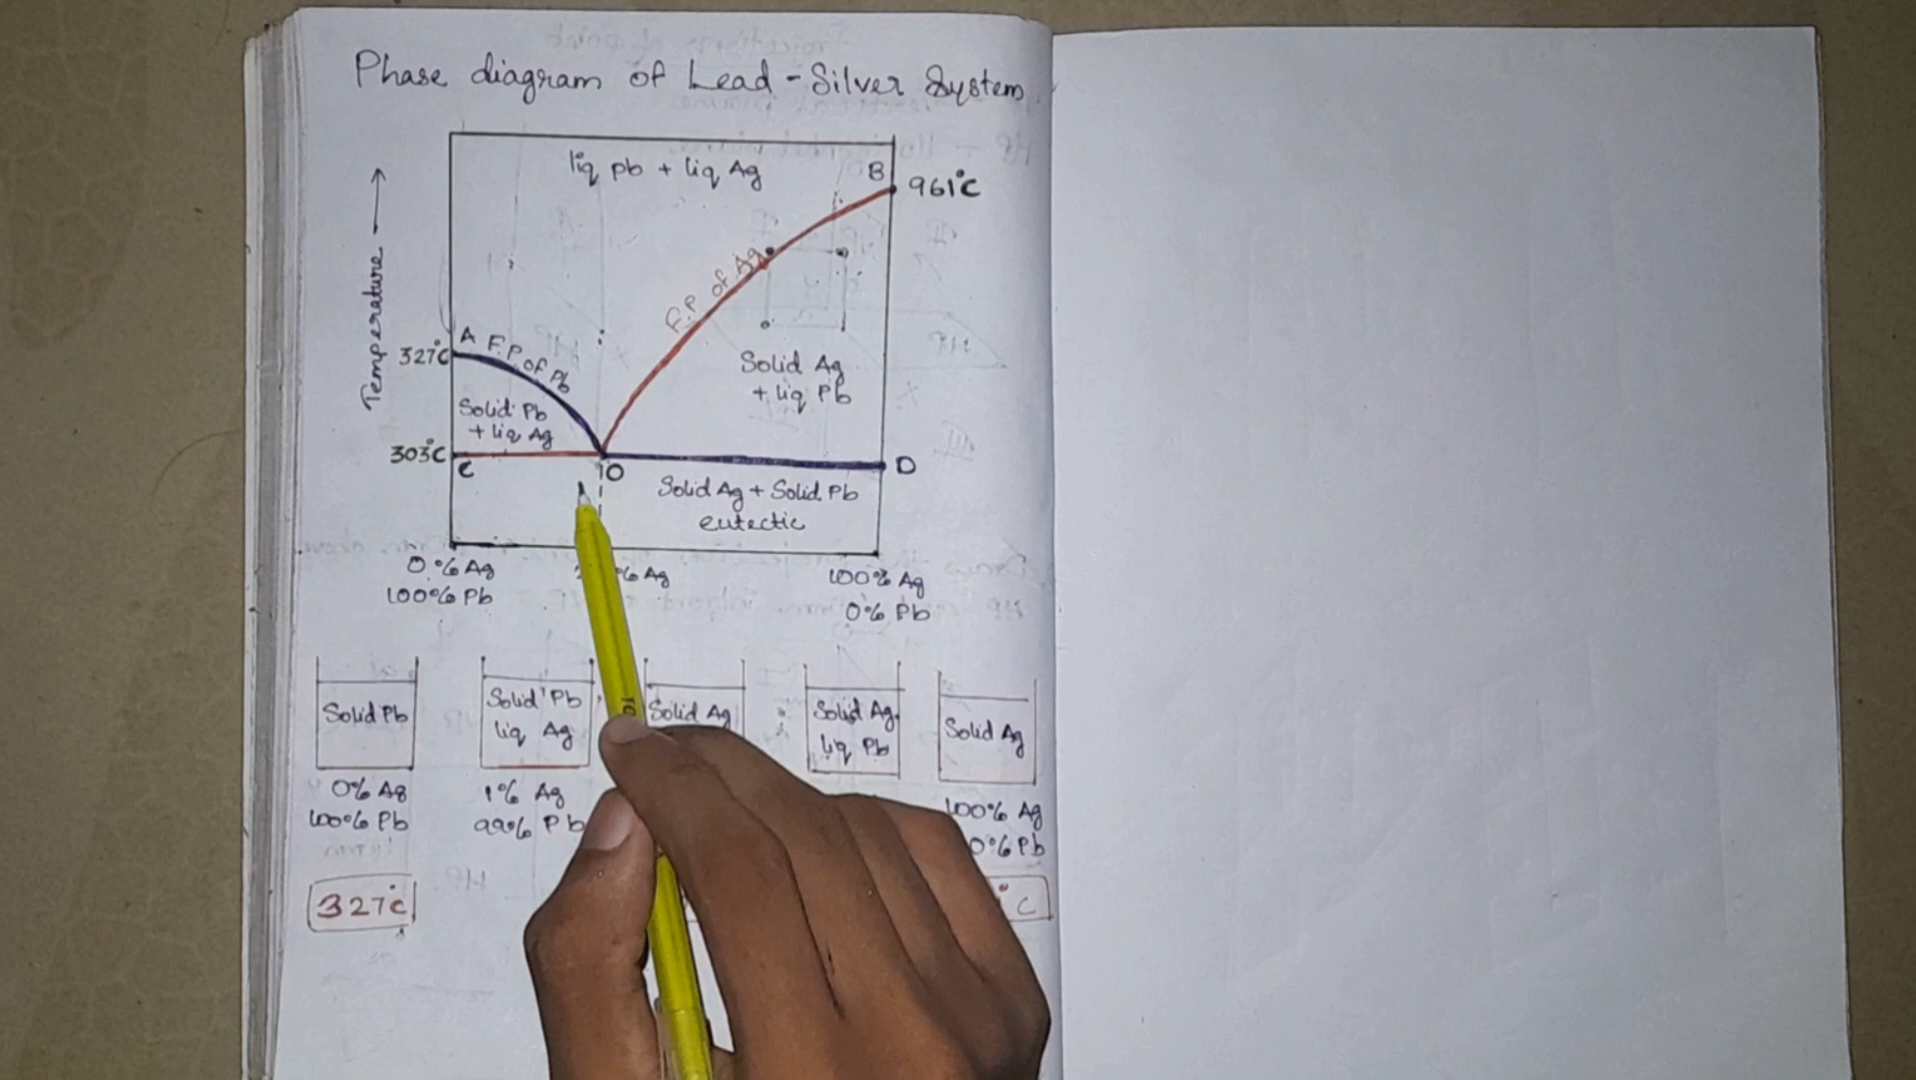 Phase diagram of Lead-Silver System
liq pb + liq Ag
B
961°C
Temperature
F.P. of Ag
A F.P. of Pb
327°C
Solid Ag
+ liq Pb
Solid Pb
+ liq Ag
303°C
C
O
D
Solid Ag + Solid Pb
eutectic
0% Ag
100% Pb
% Ag
100% Ag
0% Pb
Solid Pb
Solid Pb
liq Ag
Solid Ag
Solid Ag
liq Pb
Solid Ag
0% Ag
100% Pb
1% Ag
99% Pb
100% Ag
0% Pb
327°C
°C